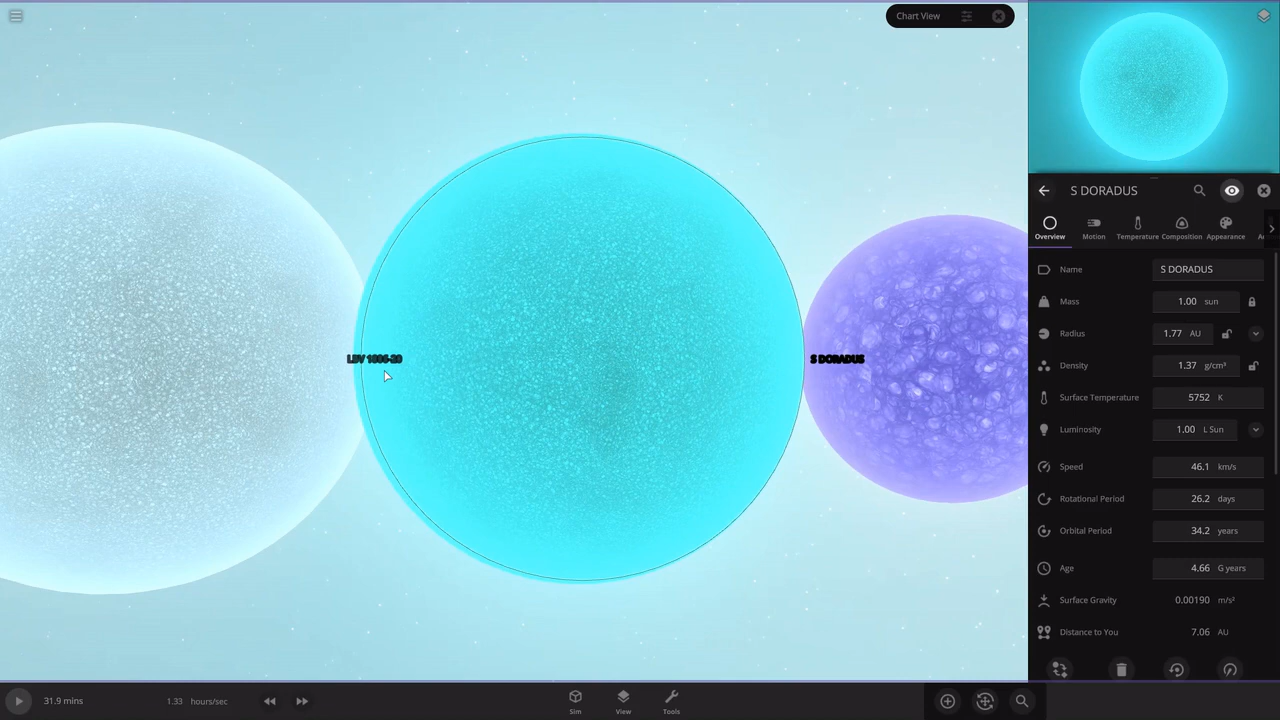 Chart View
S DORADUS
Overview
Motion
Temperature
Composition
Appearance
Name S DORADUS
Mass 1.00 sun
Radius 1.77 AU
Density 1.37 g/cm³
Surface Temperature 5752 K
Luminosity 1.00 L Sun
Speed 46.1 km/s
Rotational Period 26.2 days
Orbital Period 34.2 years
Age 4.66 G years
Surface Gravity 0.00190 m/s²
Distance to You 7.06 AU
S DORADUS
31.9 mins
1.33 hours/sec
Sim
View
Tools